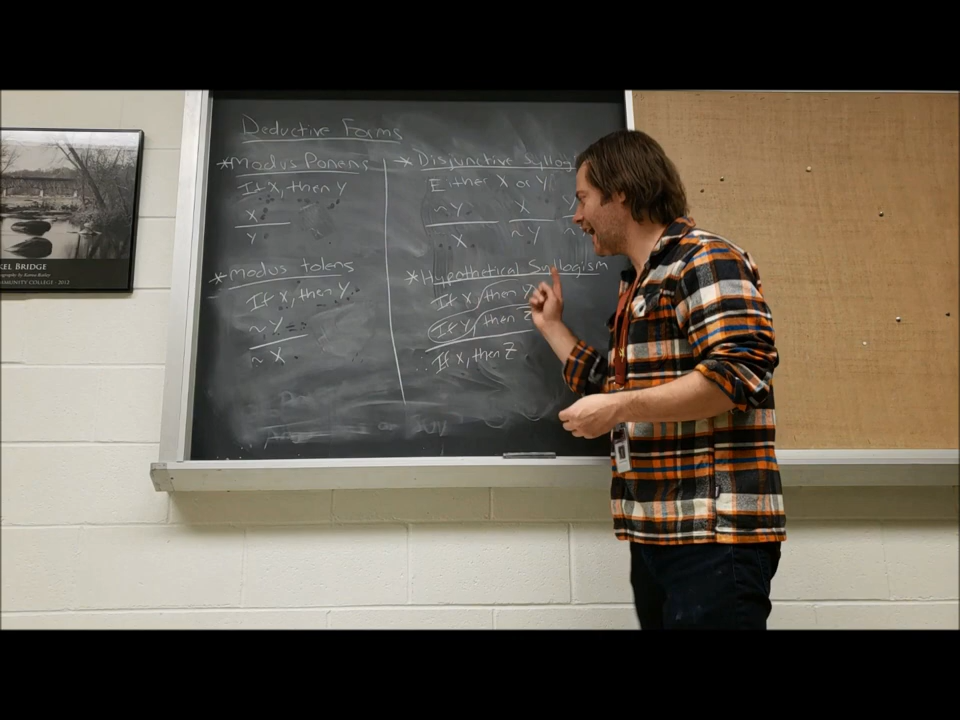 Deductive Forms
*Modus Ponens
If X, then Y
X
Y
*Modus tolens
If X, then Y
~Y
~X
*Disjunctive Syllog
Either X or Y
~Y X Y
X ~Y ~
*Hypothetical Syllogism
If X, then Y
If Y, then Z
∴ If X, then Z
KEL BRIDGE
COMMUNITY COLLEGE - 2012